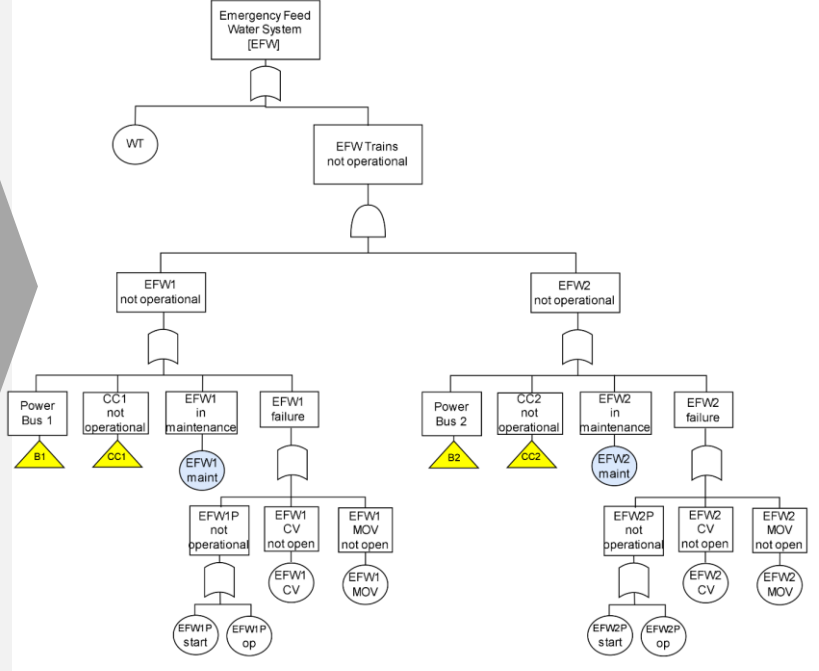 Emergency Feed
Water System
[EFW]
WT
EFW Trains
not operational
EFW1
not operational
EFW2
not operational
Power
Bus 1
CC1
not
operational
EFW1
in
maintenance
EFW1
failure
Power
Bus 2
CC2
not
operational
EFW2
in
maintenance
EFW2
failure
B1
CC1
EFW1
maint
B2
CC2
EFW2
maint
EFW1P
not
operational
EFW1
CV
not open
EFW1
MOV
not open
EFW2P
not
operational
EFW2
CV
not open
EFW2
MOV
not open
EFW1
CV
EFW1
MOV
EFW2
CV
EFW2
MOV
EFW1P
start
EFW1P
op
EFW2P
start
EFW2P
op